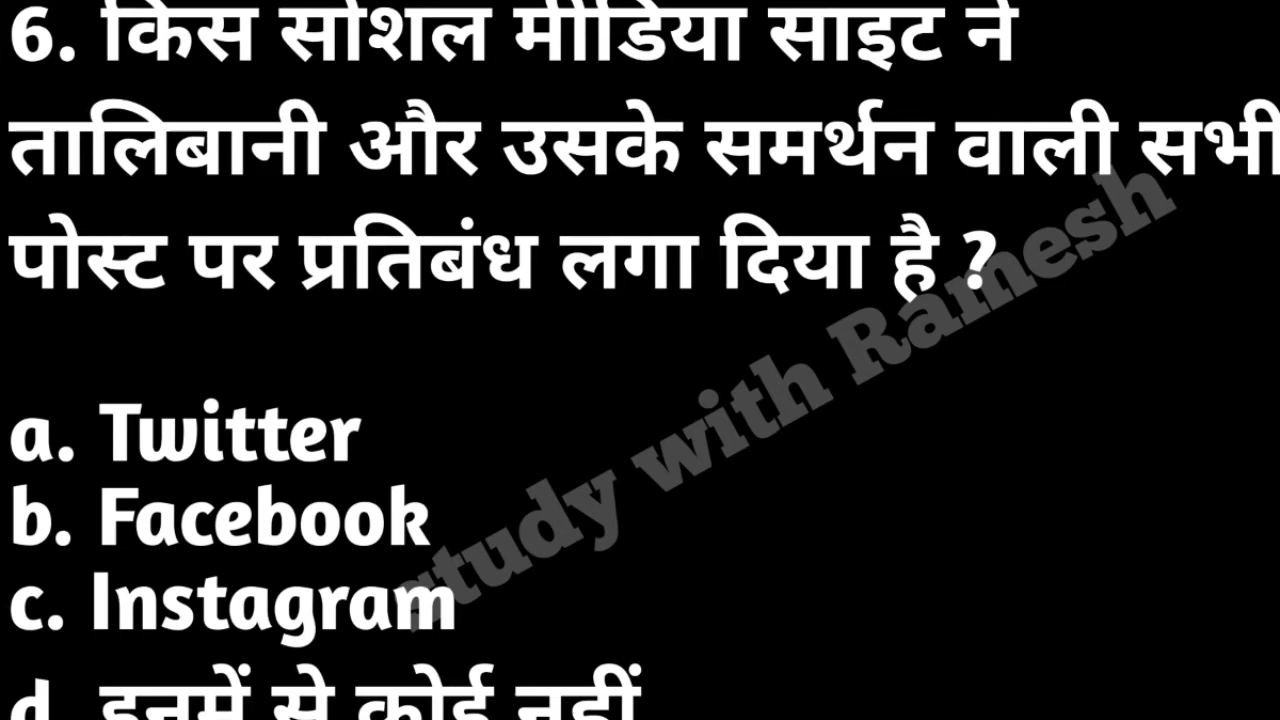 6. किस सोशल मीडिया साइट ने
तालिबानी और उसके समर्थन वाली सभी
पोस्ट पर प्रतिबंध लगा दिया है ?
study with Ramesh
a. Twitter
b. Facebook
c. Instagram
d. इनमें से कोई नहीं